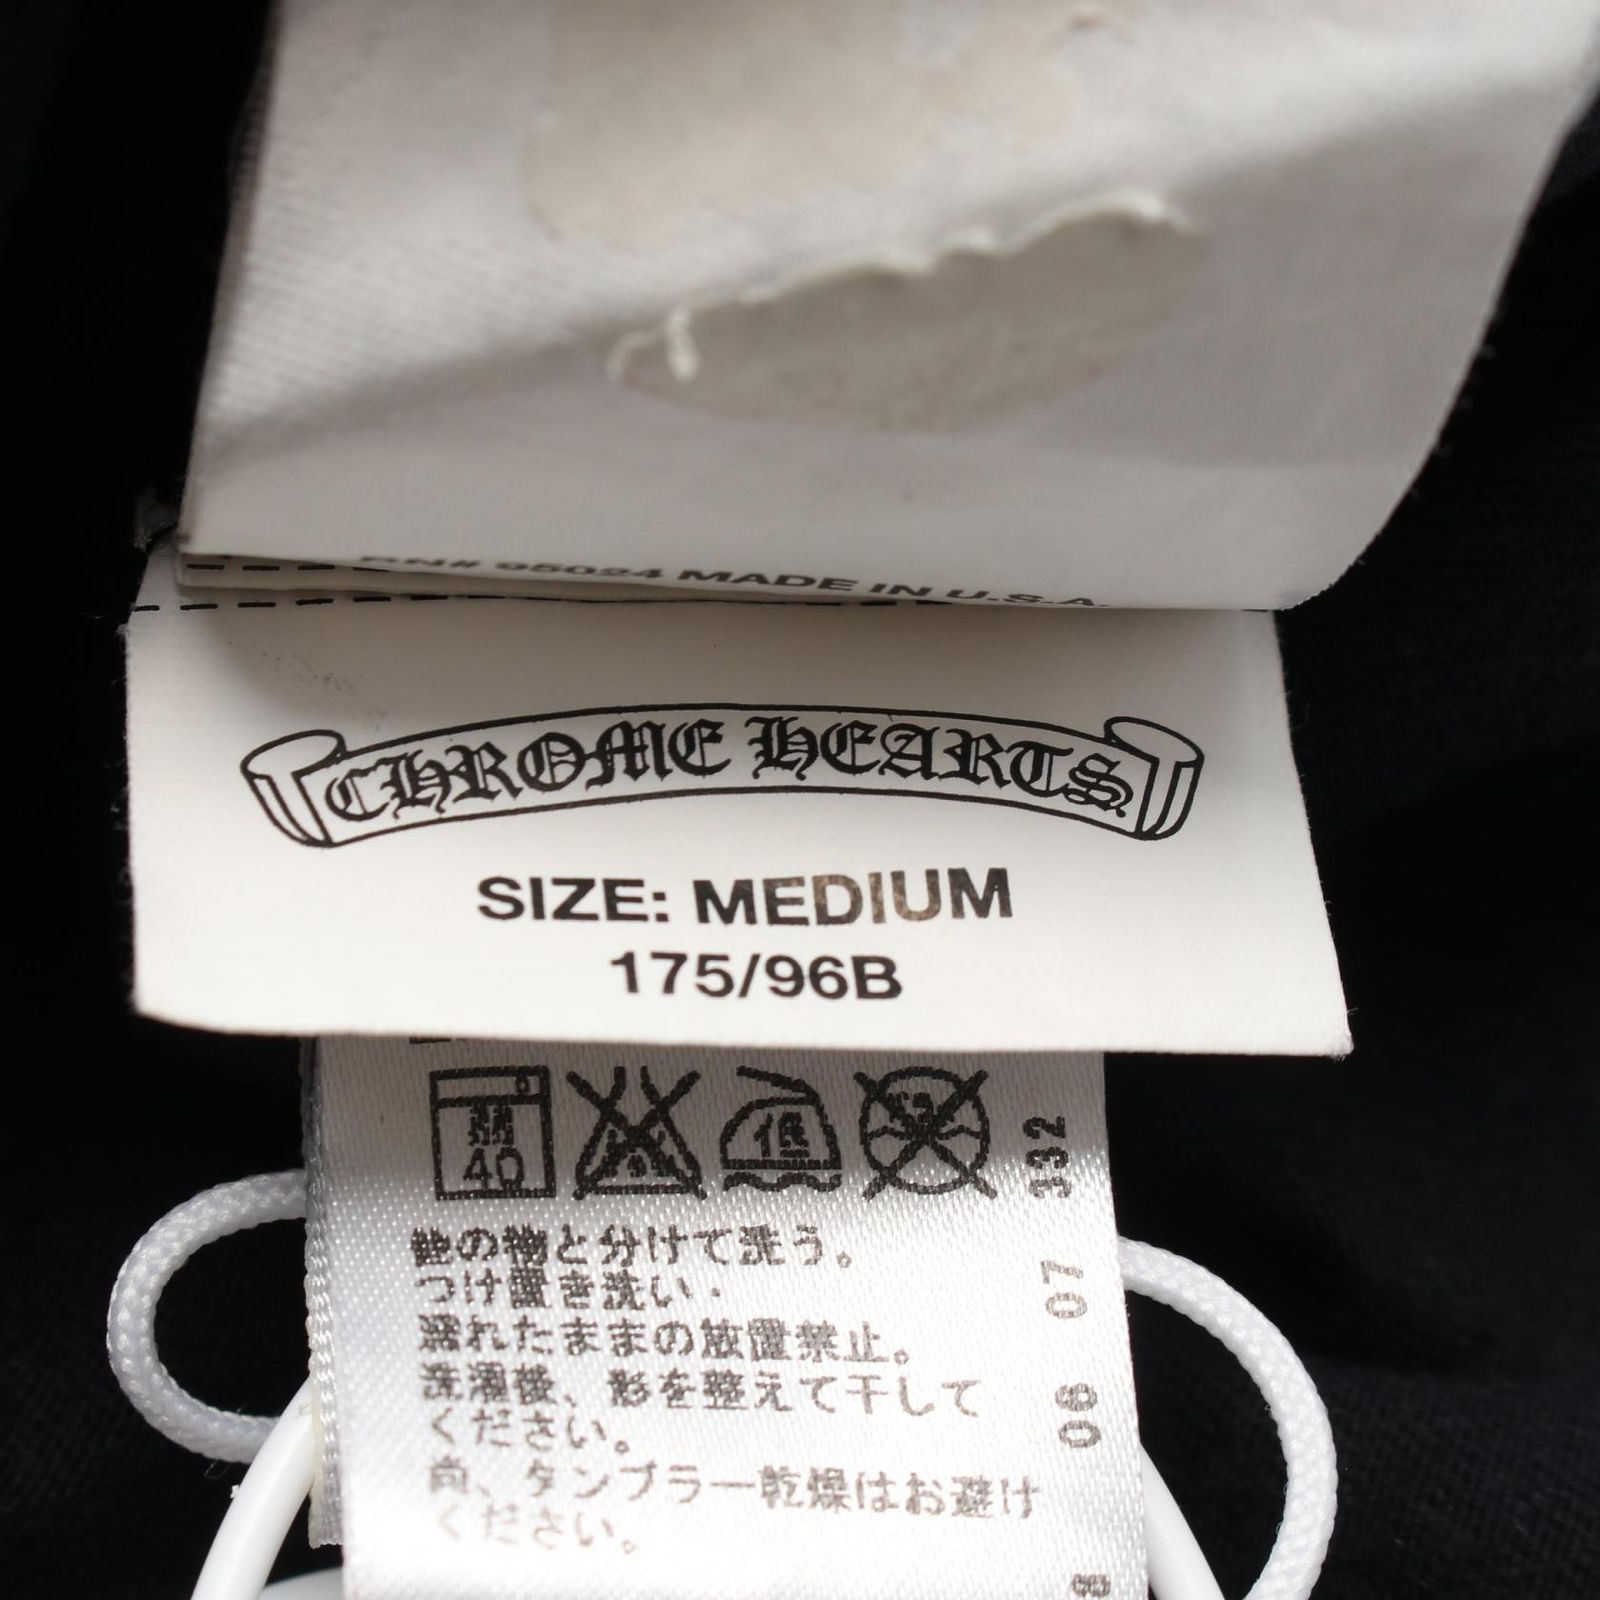 RN# 95024 MADE IN U.S.A.
CHROME HEARTS
SIZE: MEDIUM
175/96B
40
低
332
07
08
8
他の物と分けて洗う。
つけ置き洗い・
濡れたままの放置禁止。
洗濯後、形を整えて干して
ください。
尚、タンブラー乾燥はお避け
ください。